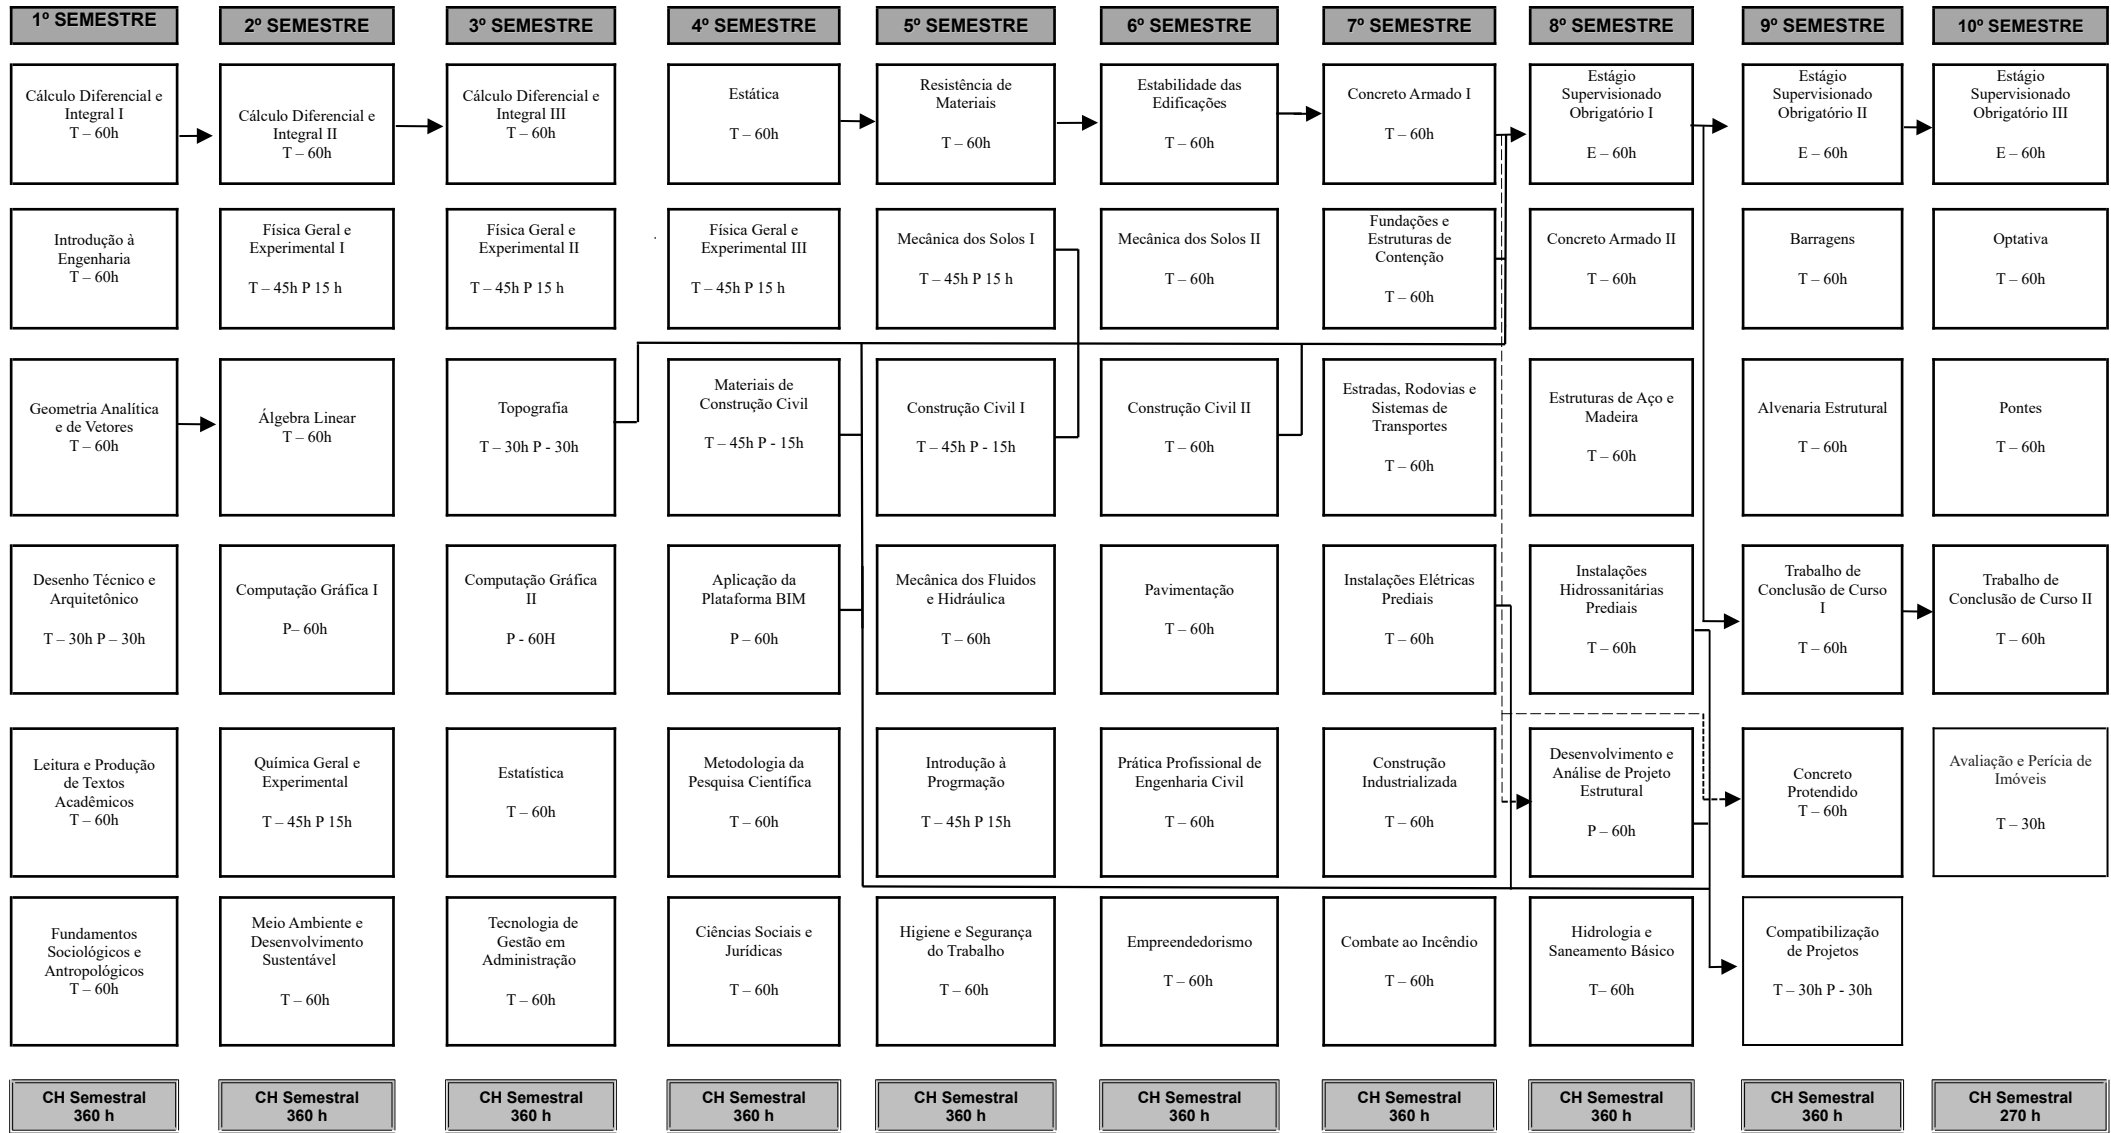 1º SEMESTRE
2º SEMESTRE
3º SEMESTRE
4º SEMESTRE
5º SEMESTRE
6º SEMESTRE
7º SEMESTRE
8º SEMESTRE
9º SEMESTRE
10º SEMESTRE
Cálculo Diferencial e
Integral I
T – 60h
Cálculo Diferencial e
Integral II
T – 60h
Cálculo Diferencial e
Integral III
T – 60h
Estática
T – 60h
Resistência de
Materiais
T – 60h
Estabilidade das
Edificações
T – 60h
Concreto Armado I
T – 60h
Estágio
Supervisionado
Obrigatório I
E – 60h
Estágio
Supervisionado
Obrigatório II
E – 60h
Estágio
Supervisionado
Obrigatório III
E – 60h
Introdução à
Engenharia
T – 60h
Física Geral e
Experimental I
T – 45h P 15 h
Física Geral e
Experimental II
T – 45h P 15 h
Física Geral e
Experimental III
T – 45h P 15 h
Mecânica dos Solos I
T – 45h P 15 h
Mecânica dos Solos II
T – 60h
Fundações e
Estruturas de
Contenção
T – 60h
Concreto Armado II
T – 60h
Barragens
T – 60h
Optativa
T – 60h
Geometria Analítica
e de Vetores
T – 60h
Álgebra Linear
T – 60h
Topografia
T – 30h P - 30h
Materiais de
Construção Civil
T – 45h P - 15h
Construção Civil I
T – 45h P - 15h
Construção Civil II
T – 60h
Estradas, Rodovias e
Sistemas de
Transportes
T – 60h
Estruturas de Aço e
Madeira
T – 60h
Alvenaria Estrutural
T – 60h
Pontes
T – 60h
Desenho Técnico e
Arquitetônico
T – 30h P – 30h
Computação Gráfica I
P– 60h
Computação Gráfica
II
P - 60H
Aplicação da
Plataforma BIM
P – 60h
Mecânica dos Fluidos
e Hidráulica
T – 60h
Pavimentação
T – 60h
Instalações Elétricas
Prediais
T – 60h
Instalações
Hidrossanitárias
Prediais
T – 60h
Trabalho de
Conclusão de Curso
I
T – 60h
Trabalho de
Conclusão de Curso II
T – 60h
Leitura e Produção
de Textos
Acadêmicos
T – 60h
Química Geral e
Experimental
T – 45h P 15h
Estatística
T – 60h
Metodologia da
Pesquisa Científica
T – 60h
Introdução à
Progrmação
T – 45h P 15h
Prática Profissional de
Engenharia Civil
T – 60h
Construção
Industrializada
T – 60h
Desenvolvimento e
Análise de Projeto
Estrutural
P – 60h
Concreto
Protendido
T – 60h
Avaliação e Perícia de
Imóveis
T – 30h
Fundamentos
Sociológicos e
Antropológicos
T – 60h
Meio Ambiente e
Desenvolvimento
Sustentável
T – 60h
Tecnologia de
Gestão em
Administração
T – 60h
Ciências Sociais e
Jurídicas
T – 60h
Higiene e Segurança
do Trabalho
T – 60h
Empreendedorismo
T – 60h
Combate ao Incêndio
T – 60h
Hidrologia e
Saneamento Básico
T– 60h
Compatibilização
de Projetos
T – 30h P - 30h
CH Semestral
360 h
CH Semestral
360 h
CH Semestral
360 h
CH Semestral
360 h
CH Semestral
360 h
CH Semestral
360 h
CH Semestral
360 h
CH Semestral
360 h
CH Semestral
360 h
CH Semestral
270 h